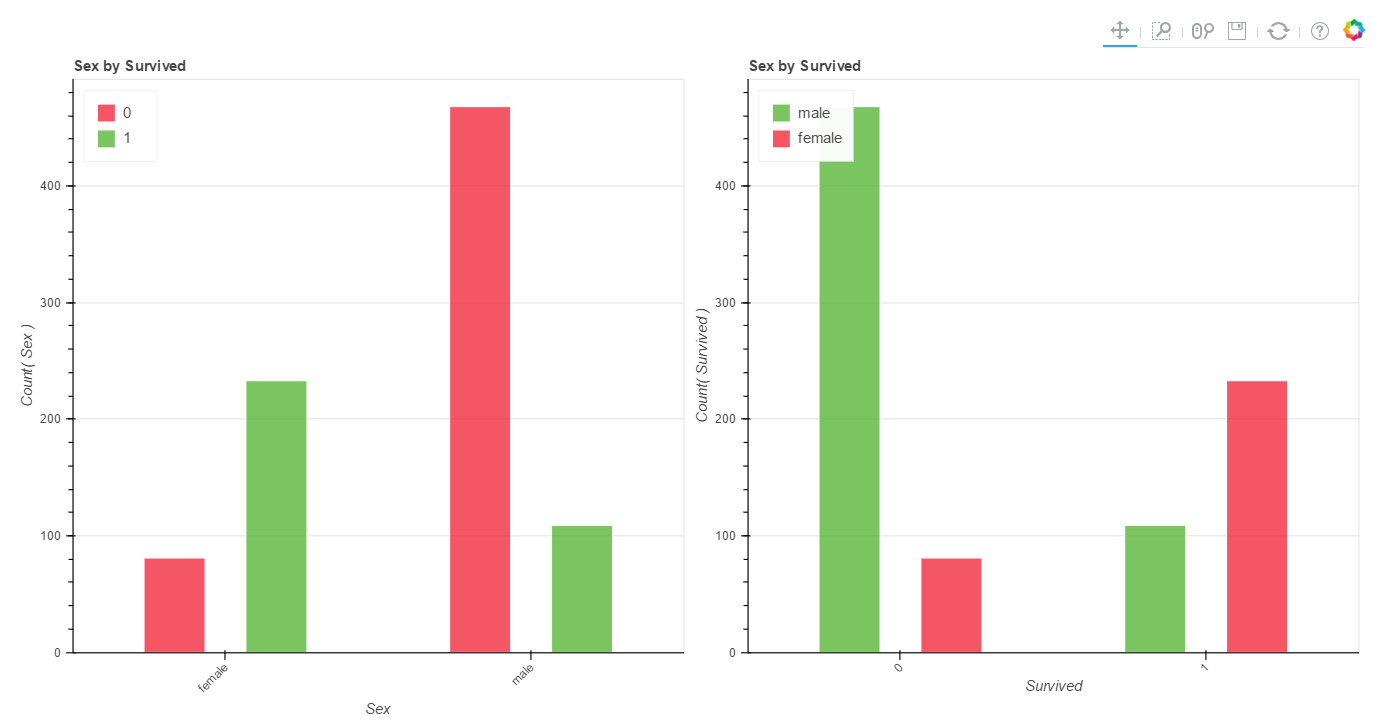 Sex by Survived
0
1
400
300
200
100
0
Count( Sex )
female
male
Sex
Sex by Survived
male
female
400
300
200
100
0
Count( Survived )
0
1
Survived